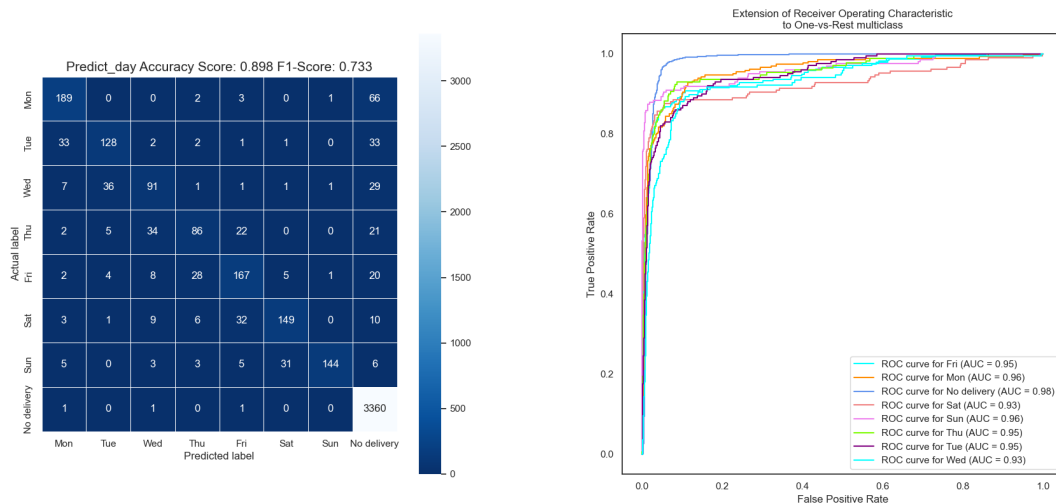 Predict_day Accuracy Score: 0.898 F1-Score: 0.733
Actual label
Mon 189 0 0 2 3 0 1 66
Tue 33 128 2 2 1 1 0 33
Wed 7 36 91 1 1 1 1 29
Thu 2 5 34 86 22 0 0 21
Fri 2 4 8 28 167 5 1 20
Sat 3 1 9 6 32 149 0 10
Sun 5 0 3 3 5 31 144 6
No delivery 1 0 1 0 1 0 0 3360
Mon Tue Wed Thu Fri Sat Sun No delivery
Predicted label
3000
2500
2000
1500
1000
500
0
Extension of Receiver Operating Characteristic
to One-vs-Rest multiclass
True Positive Rate
1.0
0.8
0.6
0.4
0.2
0.0
ROC curve for Fri (AUC = 0.95)
ROC curve for Mon (AUC = 0.96)
ROC curve for No delivery (AUC = 0.98)
ROC curve for Sat (AUC = 0.93)
ROC curve for Sun (AUC = 0.96)
ROC curve for Thu (AUC = 0.95)
ROC curve for Tue (AUC = 0.95)
ROC curve for Wed (AUC = 0.93)
0.0 0.2 0.4 0.6 0.8 1.0
False Positive Rate